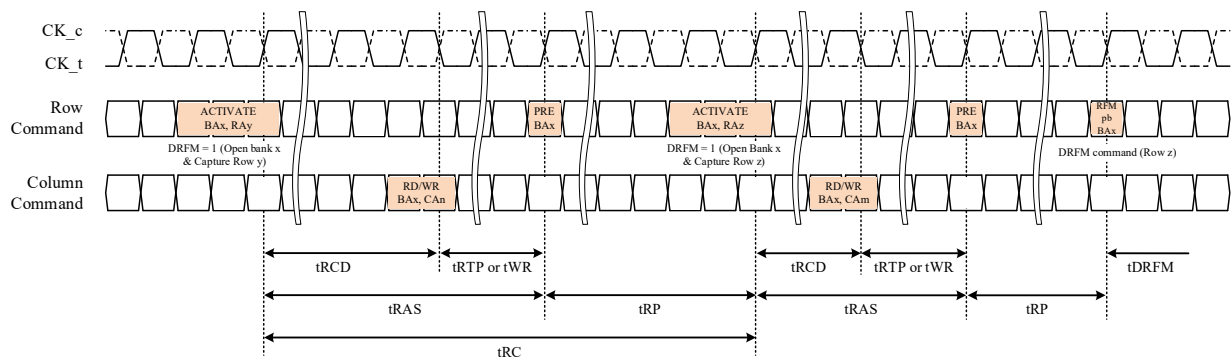 CK_c
CK_t
Row
Command
ACTIVATE
BAx, RAy
PRE
BAx
ACTIVATE
BAx, RAz
PRE
BAx
RFM
pb
BAx
DRFM = 1 (Open bank x
& Capture Row y)
DRFM = 1 (Open bank x
& Capture Row z)
DRFM command (Row z)
Column
Command
RD/WR
BAx, CAn
RD/WR
BAx, CAm
tRCD
tRTP or tWR
tRCD
tRTP or tWR
tDRFM
tRAS
tRP
tRAS
tRP
tRC